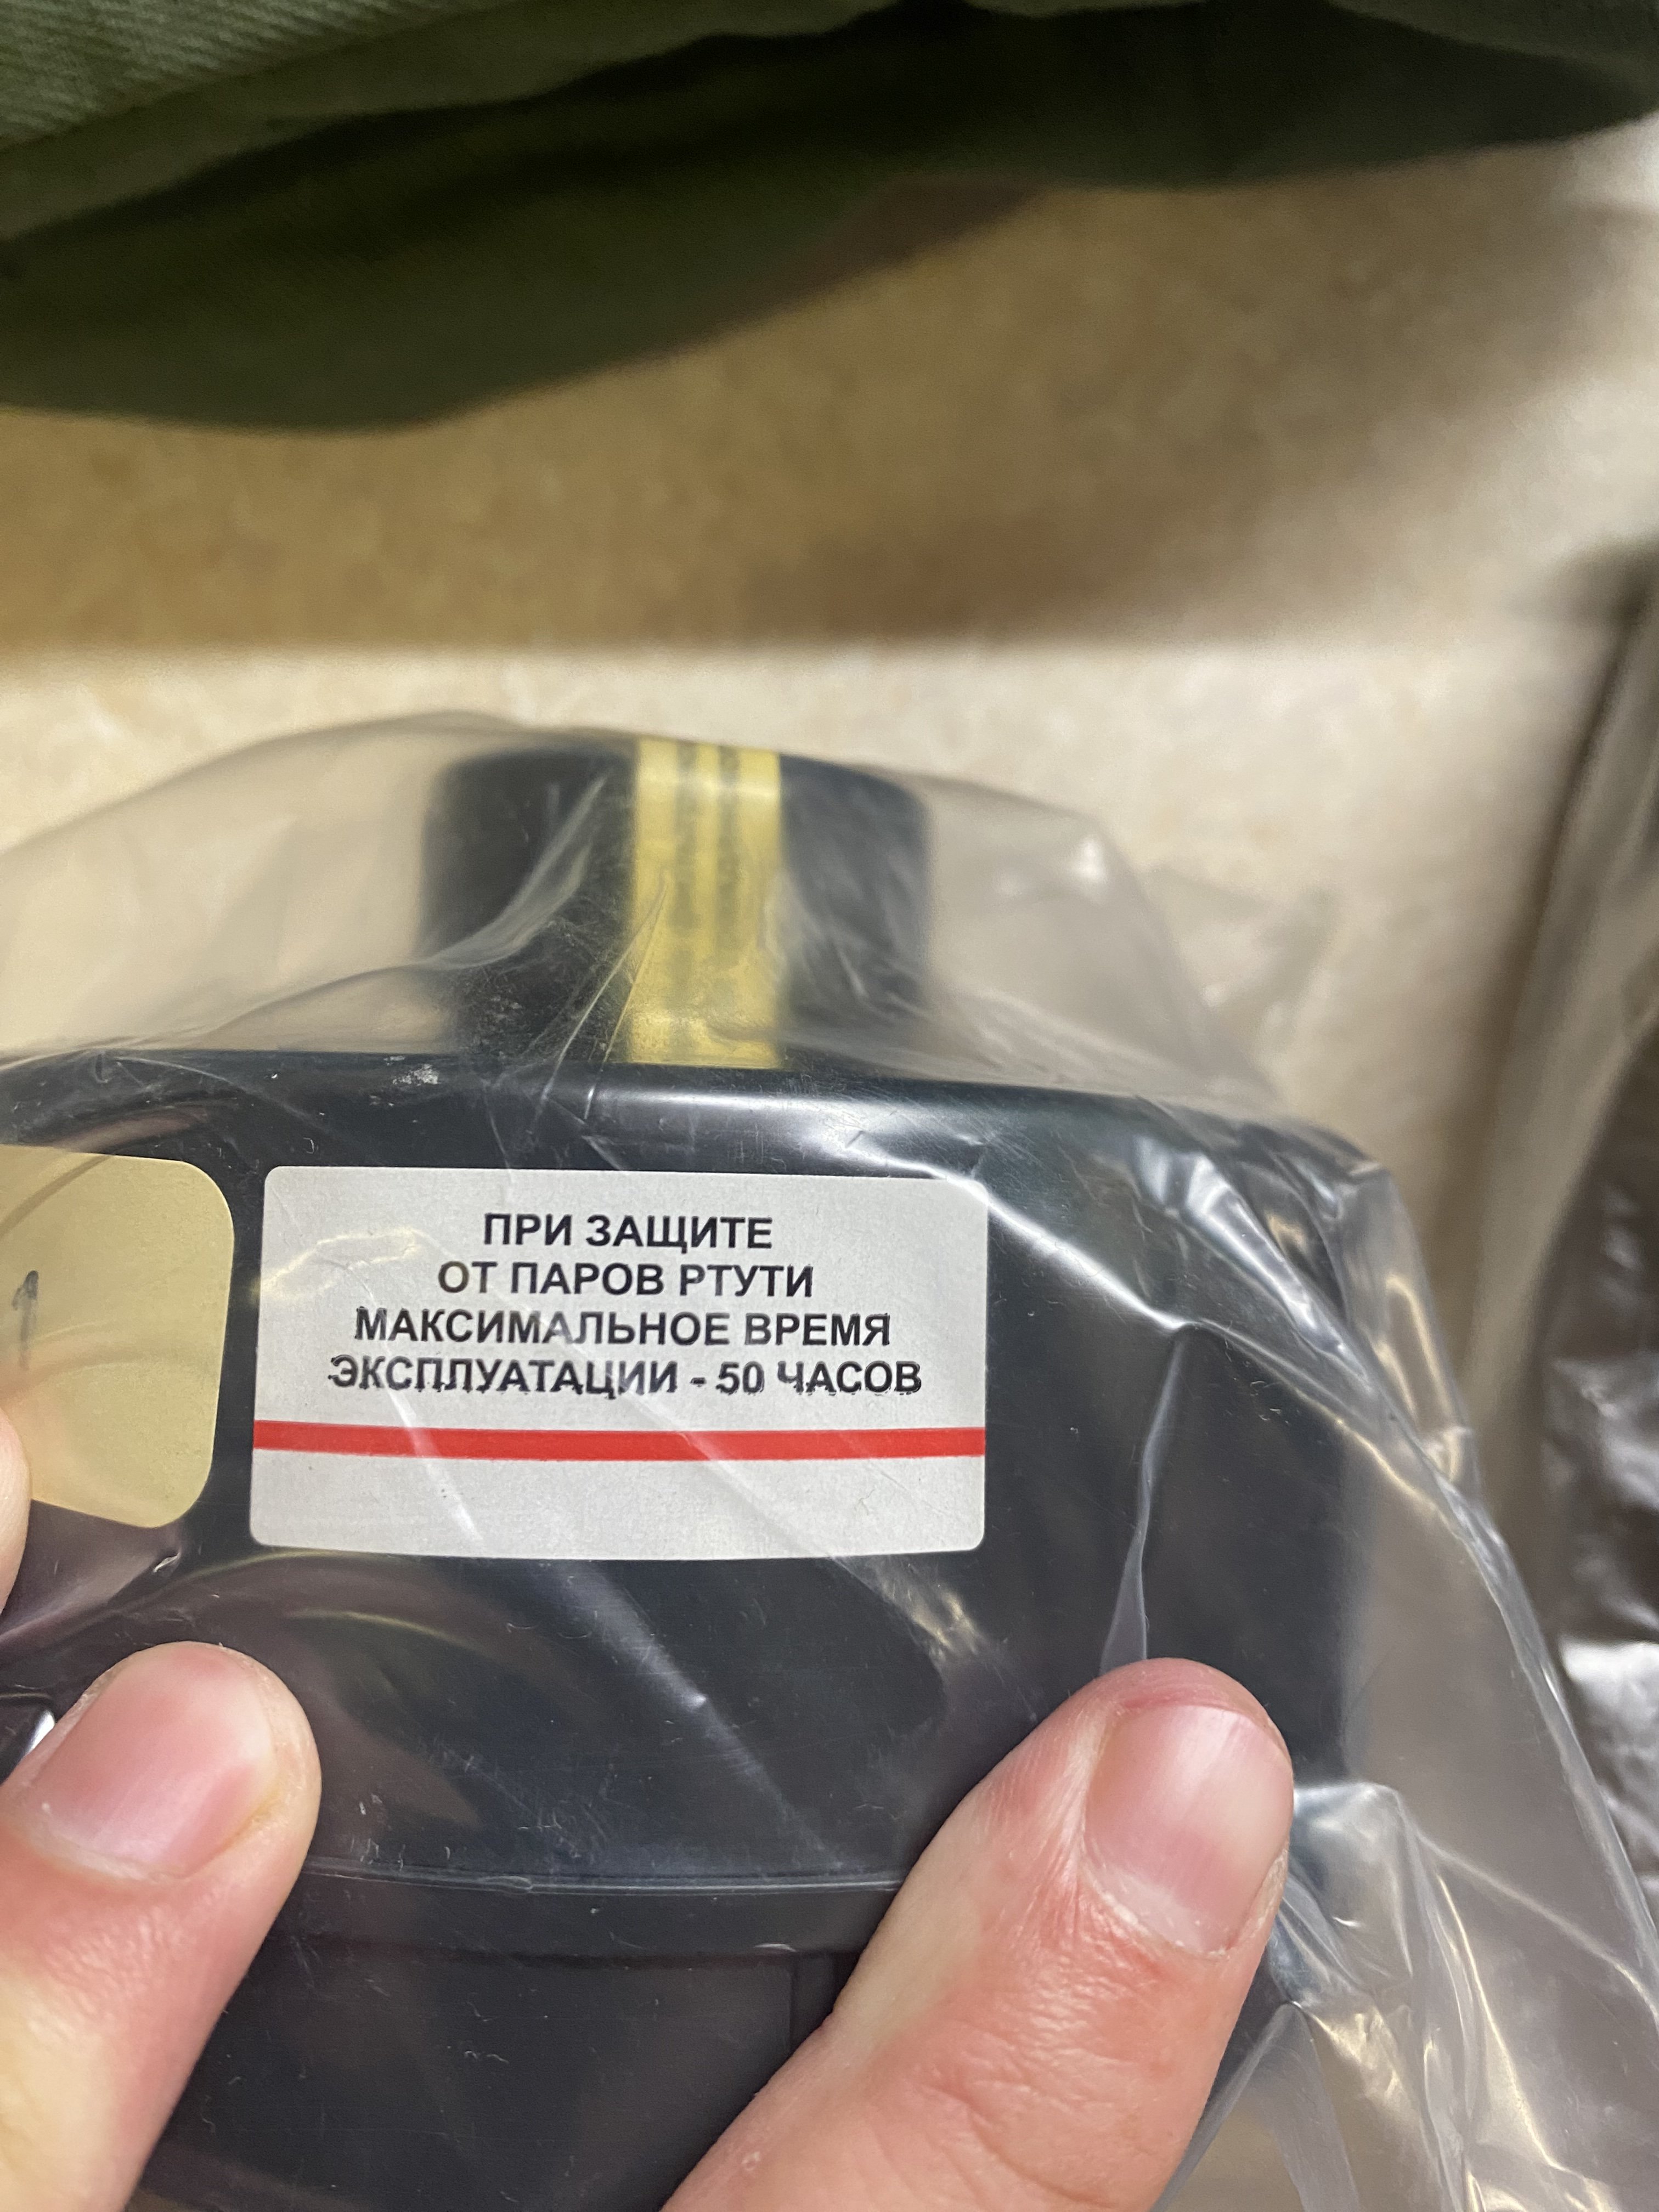 ПРИ ЗАЩИТЕ
ОТ ПАРОВ РТУТИ
МАКСИМАЛЬНОЕ ВРЕМЯ
ЭКСПЛУАТАЦИИ - 50 ЧАСОВ